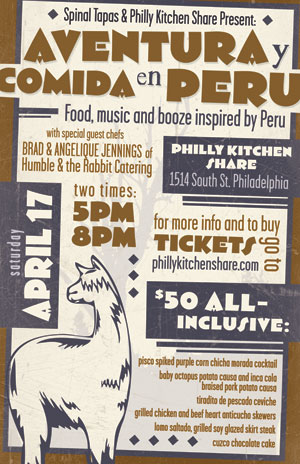 Spinal Tapas & Philly Kitchen Share Present:
AVENTURA y
COMIDA en PERU
Food, music and booze inspired by Peru
with special guest chefs
BRAD & ANGELIQUE JENNINGS of
Humble & the Rabbit Catering
PHILLY KITCHEN
SHARE
1514 South St. Philadelphia
saturday
APRIL 17
two times:
5PM
8PM
for more info and to buy
TICKETS go to
phillykitchenshare.com
$50 ALL-
INCLUSIVE:
pisco spiked purple corn chicha morada cocktail
baby octopus potato causa and inca cola
braised pork potato causa
tiradito de pescado ceviche
grilled chicken and beef heart anticucho skewers
lomo saltado, grilled soy glazed skirt steak
cuzco chocolate cake